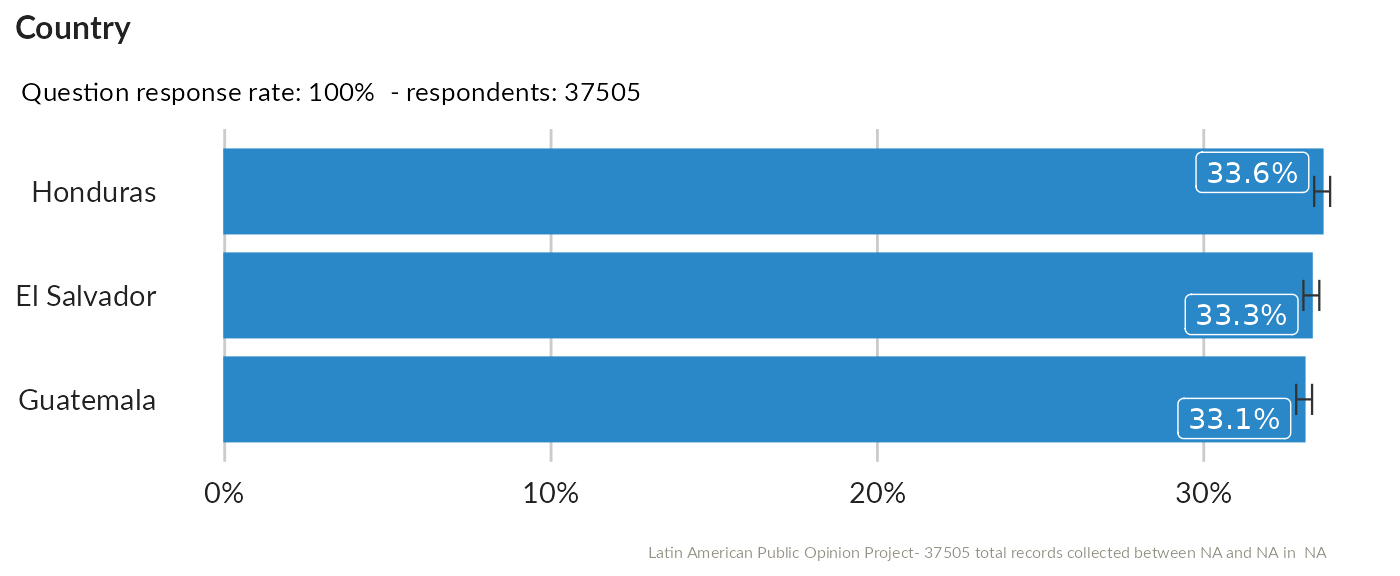 Country
Question response rate: 100% - respondents: 37505
Honduras 33.6%
El Salvador 33.3%
Guatemala 33.1%
0% 10% 20% 30%
Latin American Public Opinion Project- 37505 total records collected between NA and NA in NA